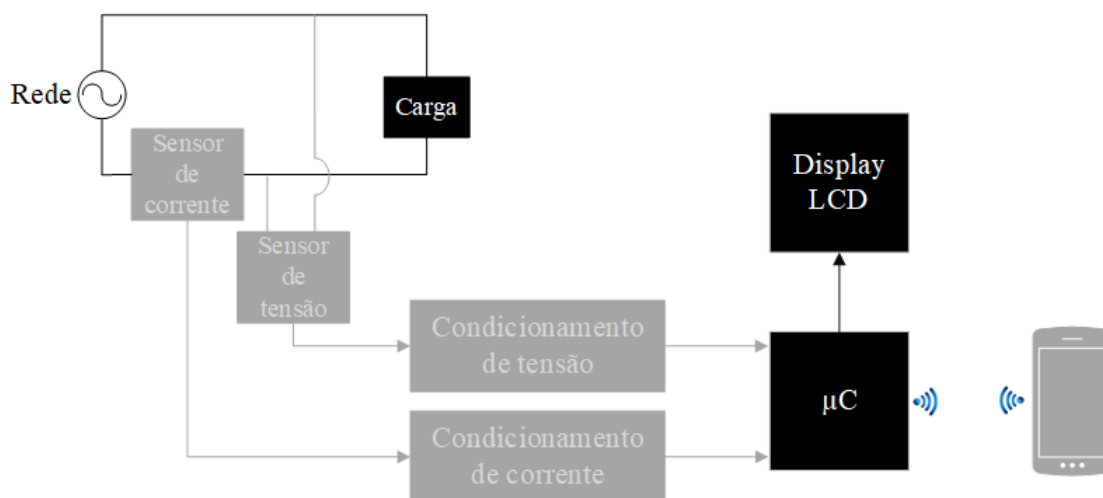 Rede
Carga
Sensor
de
corrente
Sensor
de
tensão
Display
LCD
Condicionamento
de tensão
µC
Condicionamento
de corrente